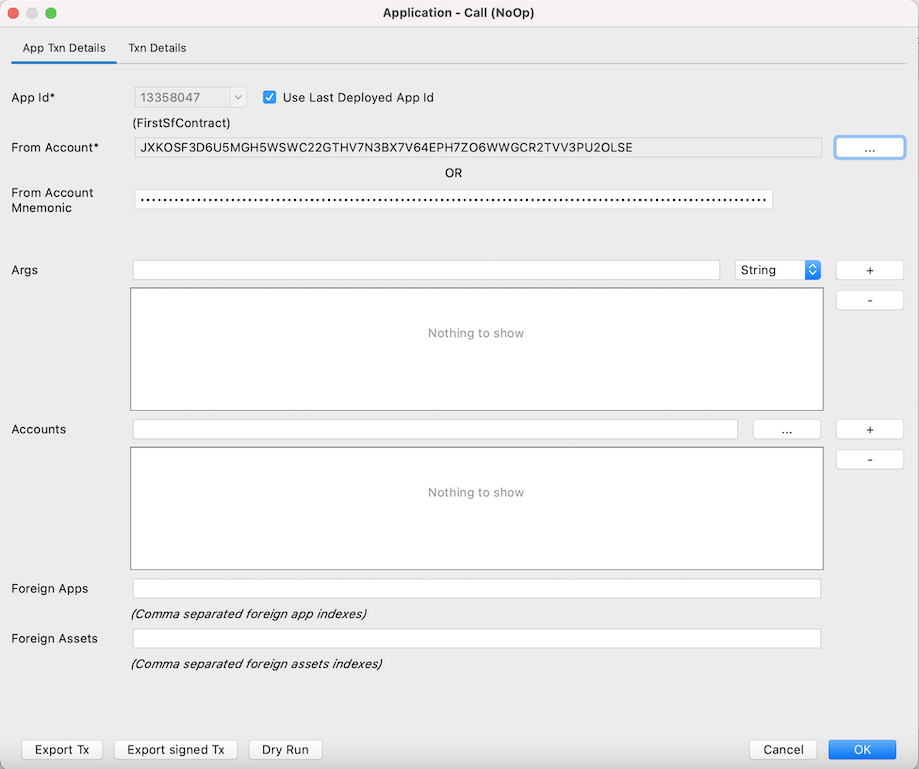 Application - Call (NoOp)
App Txn Details Txn Details
App Id* 13358047 Use Last Deployed App Id
(FirstSfContract)
From Account* JXKOSF3D6U5MGH5WSWC22GTHV7N3BX7V64EPH7ZO6WWGCR2TVV3PU2OLSE ...
OR
From Account
Mnemonic
Args String +
-
Nothing to show
Accounts ... +
-
Nothing to show
Foreign Apps
(Comma separated foreign app indexes)
Foreign Assets
(Comma separated foreign assets indexes)
Export Tx Export signed Tx Dry Run Cancel OK